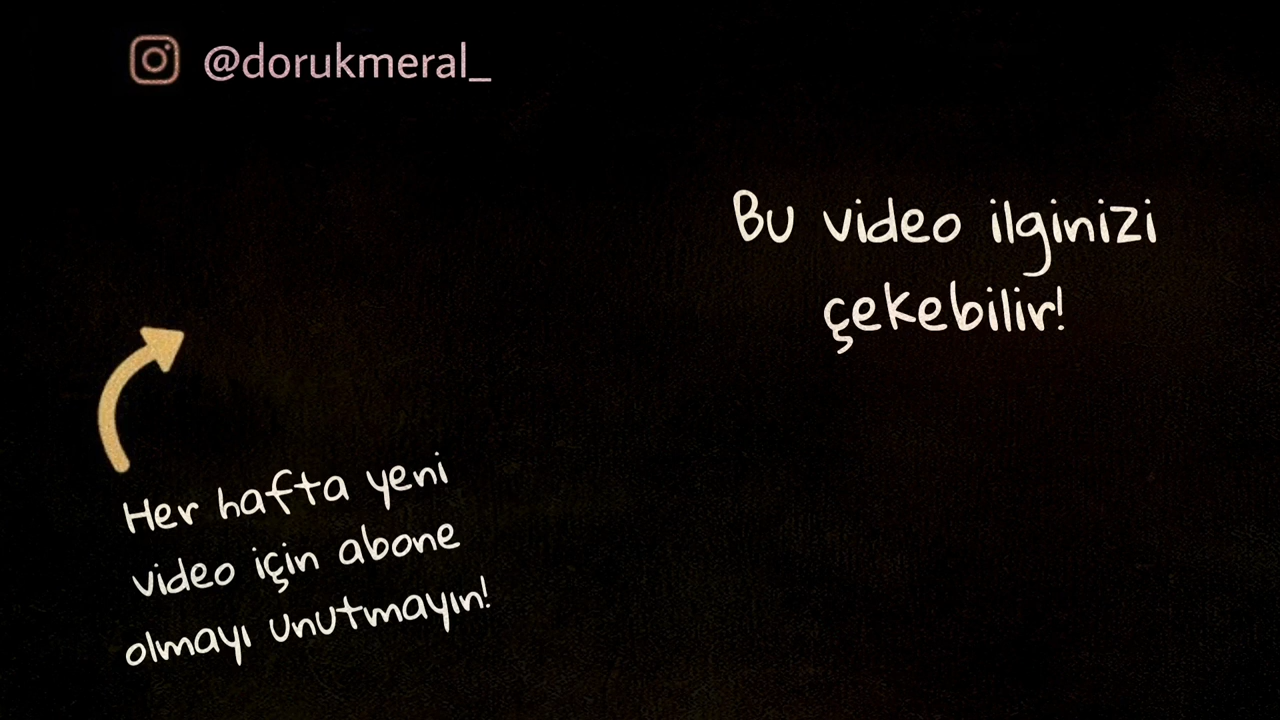 @dorukmeral_
Bu video ilginizi
çekebilir!
Her hafta yeni
video için abone
olmayı unutmayın!